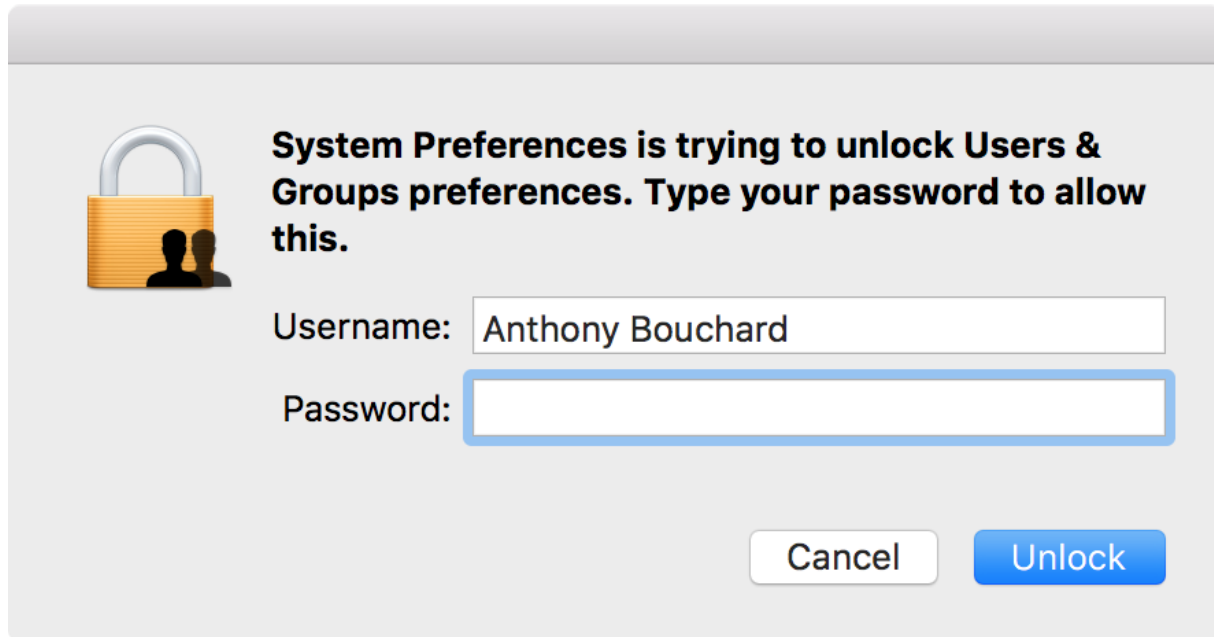 System Preferences is trying to unlock Users &
Groups preferences. Type your password to allow
this.
Username: Anthony Bouchard
Password:
Cancel Unlock